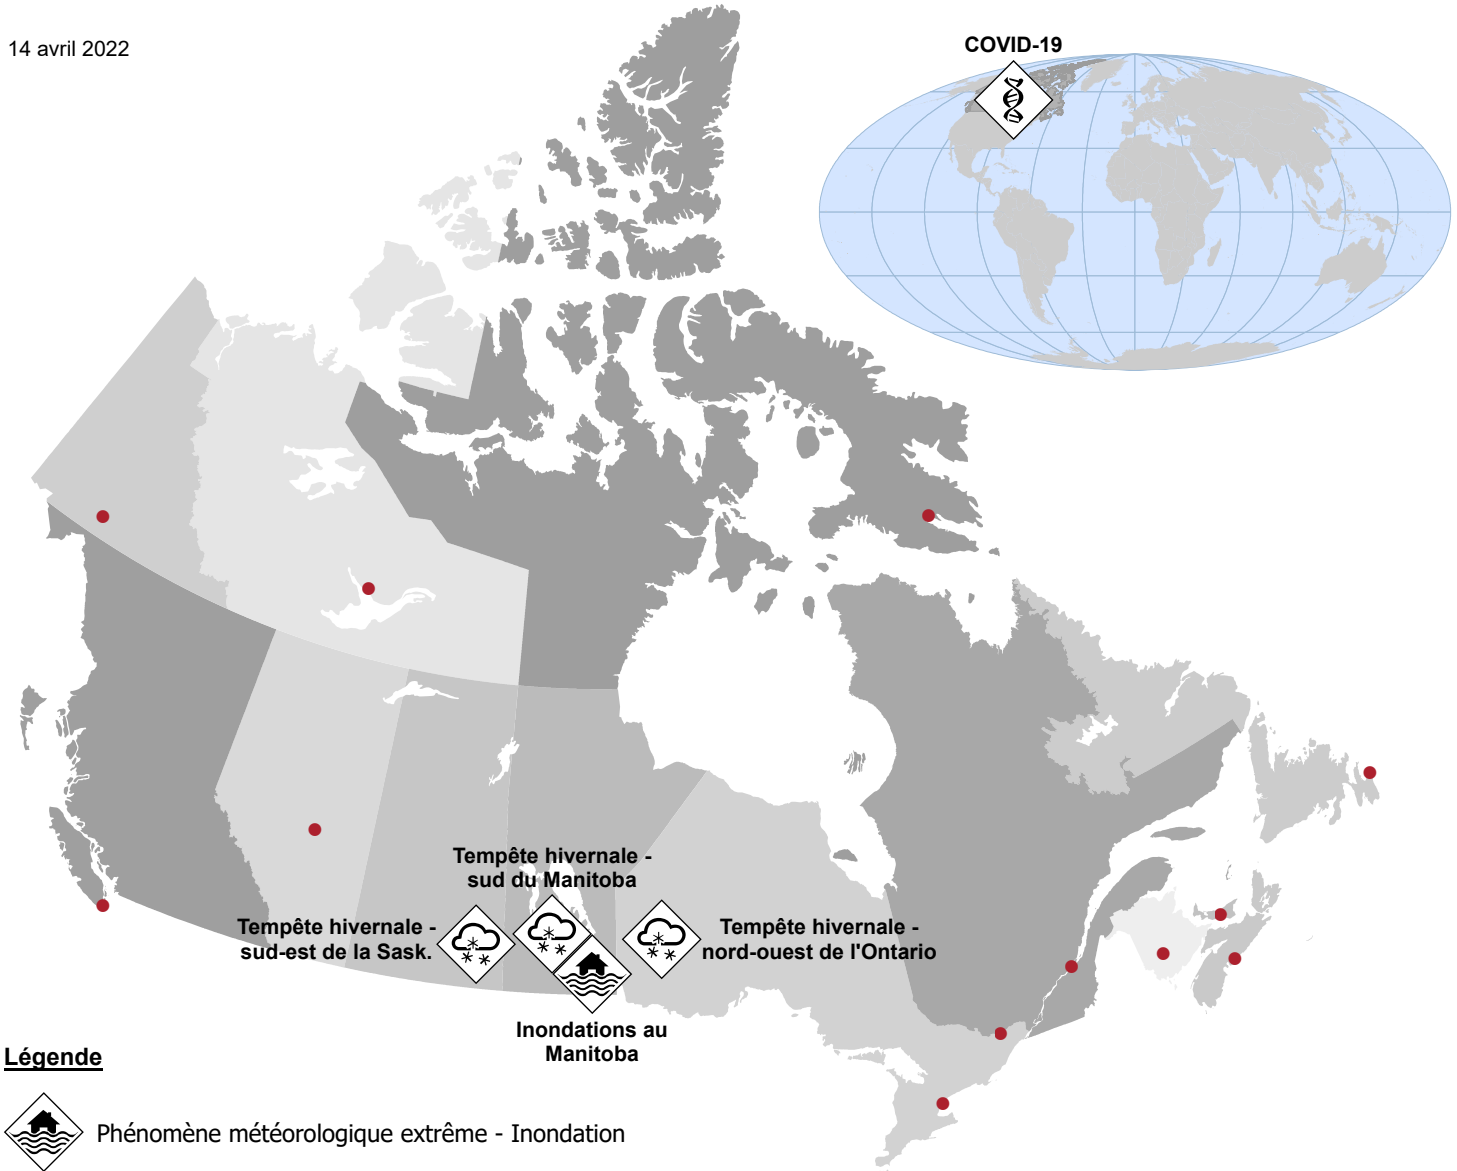 14 avril 2022
COVID-19
Tempête hivernale -
sud du Manitoba
Tempête hivernale -
sud-est de la Sask.
Tempête hivernale -
nord-ouest de l'Ontario
Inondations au
Manitoba
Légende
Phénomène météorologique extrême - Inondation